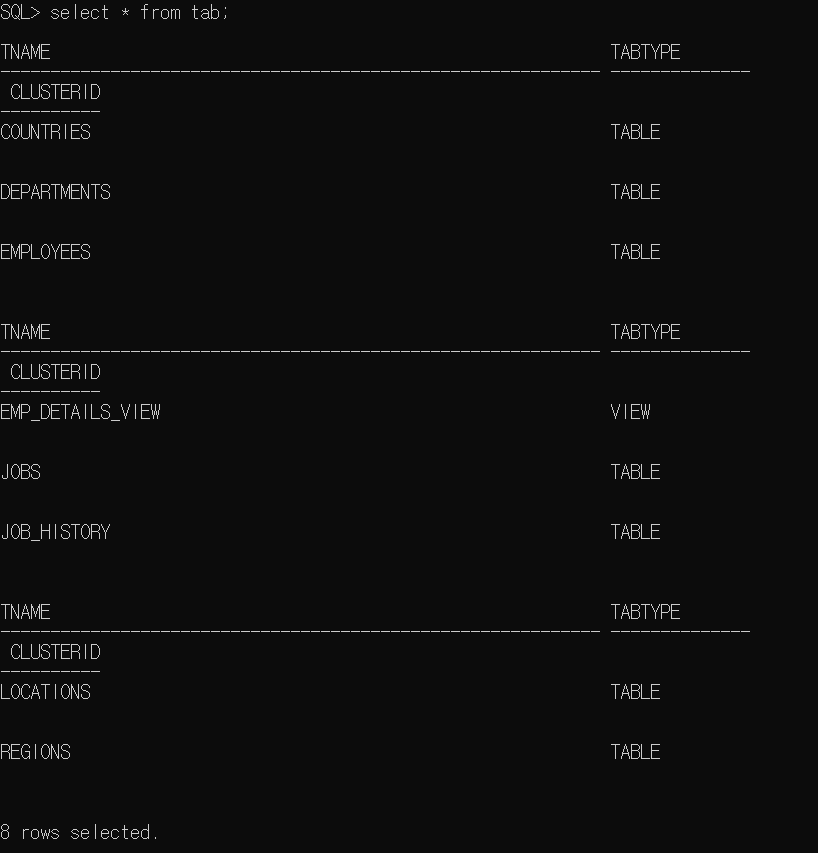 SQL> select * from tab;
TNAME TABTYPE
------------------------------------------------------------ --------------
CLUSTERID
----------
COUNTRIES TABLE
DEPARTMENTS TABLE
EMPLOYEES TABLE
TNAME TABTYPE
------------------------------------------------------------ --------------
CLUSTERID
----------
EMP_DETAILS_VIEW VIEW
JOBS TABLE
JOB_HISTORY TABLE
TNAME TABTYPE
------------------------------------------------------------ --------------
CLUSTERID
----------
LOCATIONS TABLE
REGIONS TABLE
8 rows selected.